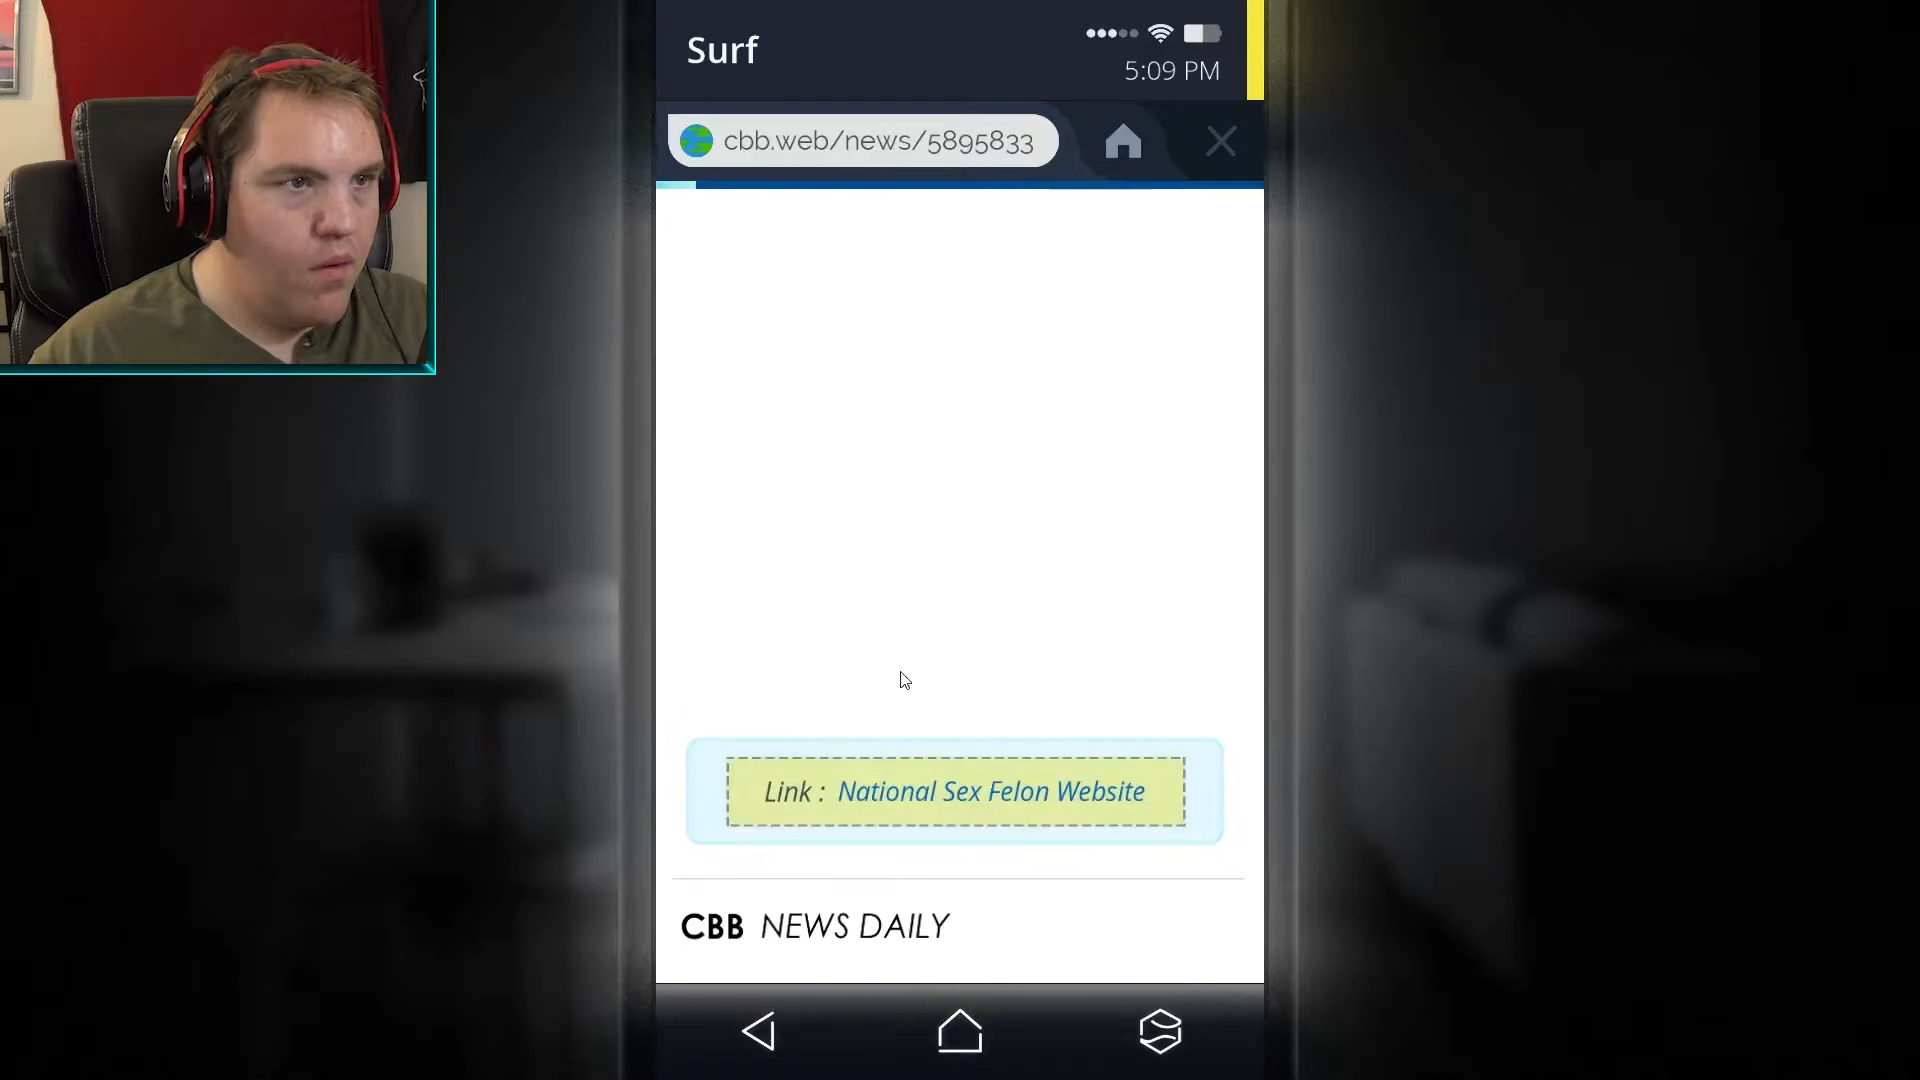 Surf
5:09 PM
cbb.web/news/5895833
Link : National Sex Felon Website
CBB NEWS DAILY